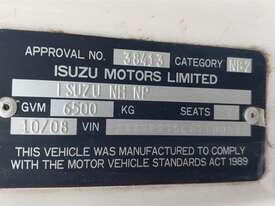 APPROVAL NO. 38413 CATEGORY NB2
ISUZU MOTORS LIMITED
ISUZU NH NP
GVM 6500 KG SEATS
10/08 VIN
THIS VEHICLE WAS MANUFACTURED TO COMPLY
WITH THE MOTOR VEHICLE STANDARDS ACT 1989